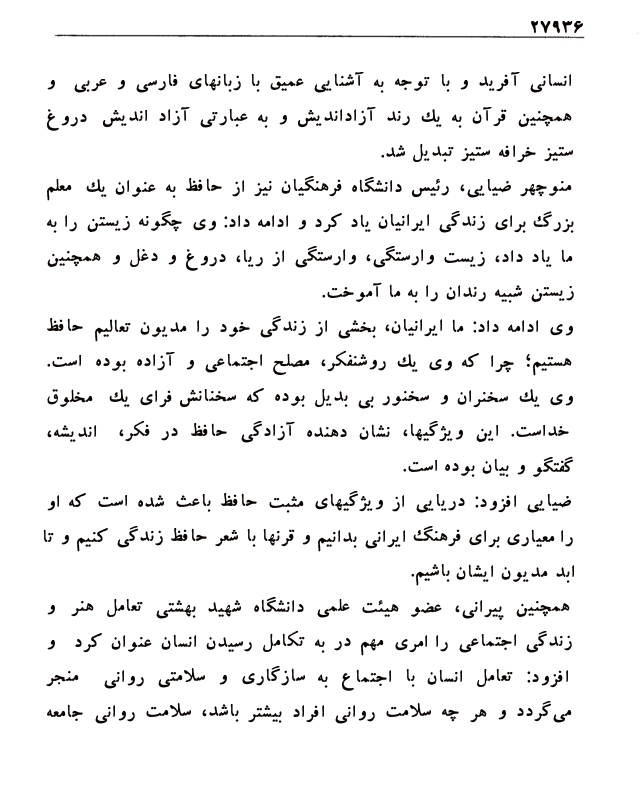 ۲۷۹۳۶
انسانی آفرید و با توجه به آشنایی عمیق با زبانهای فارسی و عربی و
همچنین قرآن به یك رند آزاداندیش و به عبارتی آزاد اندیش دروغ
ستیز خرافه ستیز تبدیل شد.
منوچهر ضیایی، رئیس دانشگاه فرهنگیان نیز از حافظ به عنوان یك معلم
بزرگ برای زندگی ایرانیان یاد کرد و ادامه داد: وی چگونه زیستن را به
ما یاد داد، زیست وارستگی، وارستگی از ریا، دروغ و دغل و همچنین
زیستن شبیه رندان را به ما آموخت.
وی ادامه داد: ما ایرانیان، بخشی از زندگی خود را مدیون تعالیم حافظ
هستیم؛ چرا که وی یك روشنفکر، مصلح اجتماعی و آزاده بوده است.
وی یك سخنران و سخنور بی بدیل بوده که سخنانش فرای یك مخلوق
خداست. این ویژگیها، نشان دهنده آزادگی حافظ در فکر، اندیشه،
گفتگو و بیان بوده است.
ضیایی افزود: دریایی از ویژگیهای مثبت حافظ باعث شده است که او
را معیاری برای فرهنگ ایرانی بدانیم و قرنها با شعر حافظ زندگی کنیم و تا
ابد مدیون ایشان باشیم.
همچنین پیرانی، عضو هیئت علمی دانشگاه شهید بهشتی تعامل هنر و
زندگی اجتماعی را امری مهم در به تکامل رسیدن انسان عنوان کرد و
افزود: تعامل انسان با اجتماع به سازگاری و سلامتی روانی منجر
می‌گردد و هر چه سلامت روانی افراد بیشتر باشد، سلامت روانی جامعه